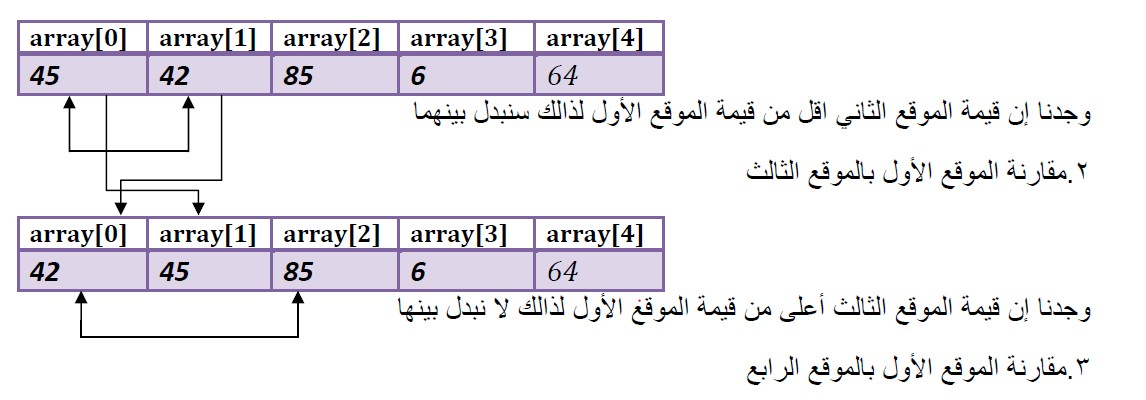 array[0] array[1] array[2] array[3] array[4]
45 42 85 6 64
وجدنا إن قيمة الموقع الثاني اقل من قيمة الموقع الأول لذالك سنبدل بينهما
٢.مقارنة الموقع الأول بالموقع الثالث
array[0] array[1] array[2] array[3] array[4]
42 45 85 6 64
وجدنا إن قيمة الموقع الثالث أعلى من قيمة الموقغ الأول لذالك لا نبدل بينها
٣.مقارنة الموقع الأول بالموقع الرابع